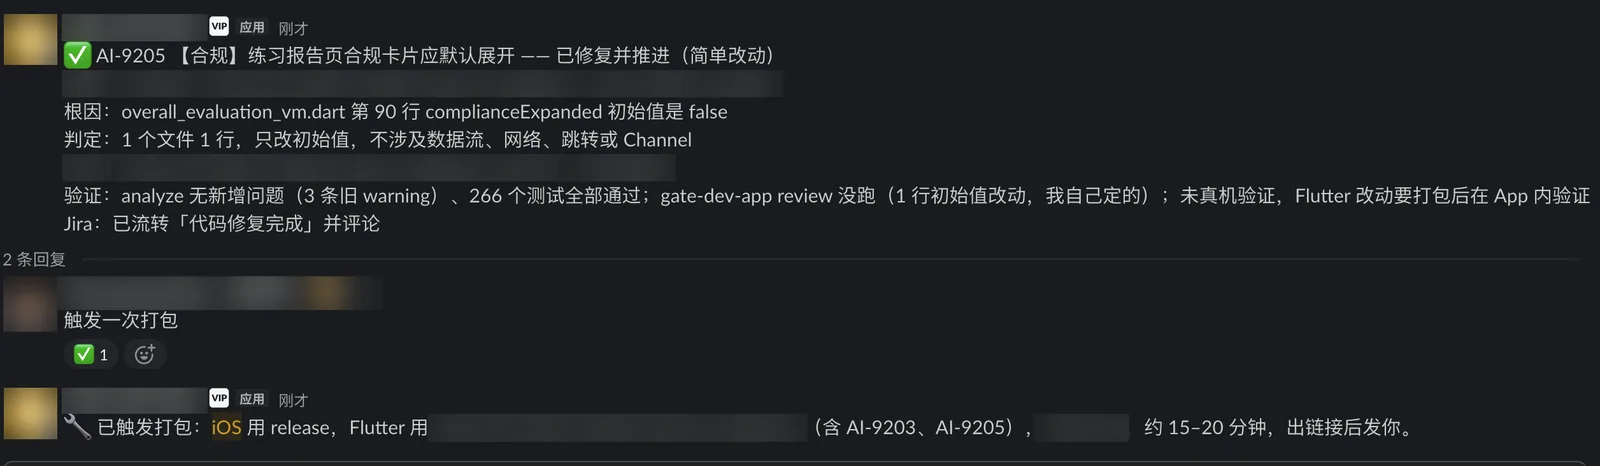 VIP 应用 刚才
✅ AI-9205 【合规】练习报告页合规卡片应默认展开 —— 已修复并推进（简单改动）
根因：overall_evaluation_vm.dart 第 90 行 complianceExpanded 初始值是 false
判定：1 个文件 1 行，只改初始值，不涉及数据流、网络、跳转或 Channel
验证：analyze 无新增问题（3 条旧 warning）、266 个测试全部通过；gate-dev-app review 没跑（1 行初始值改动，我自己定的）；未真机验证，Flutter 改动要打包后在 App 内验证
Jira：已流转「代码修复完成」并评论
2 条回复
触发一次打包
✅ 1
VIP 应用 刚才
🔧 已触发打包：iOS 用 release，Flutter 用 （含 AI-9203、AI-9205）, 约 15–20 分钟，出链接后发你。